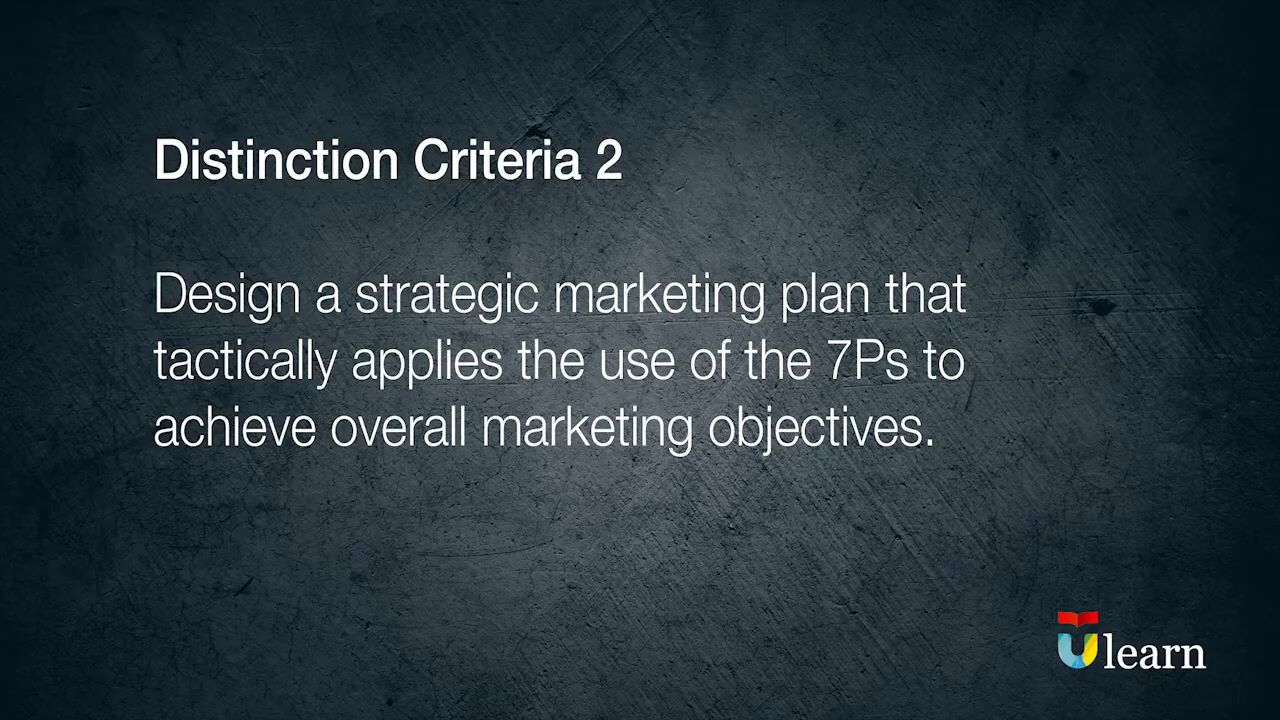 Distinction Criteria 2
Design a strategic marketing plan that
tactically applies the use of the 7Ps to
achieve overall marketing objectives.
U learn